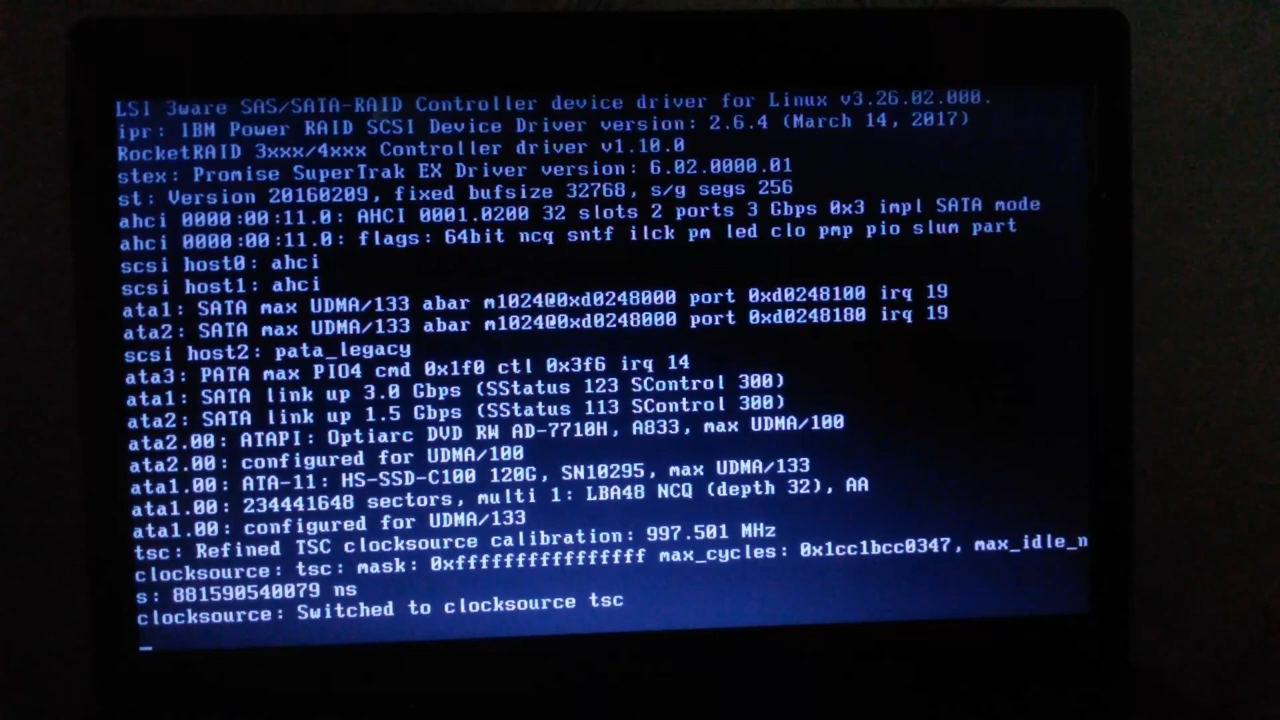 LSI 3ware SAS/SATA-RAID Controller device driver for Linux v3.26.02.000.
ipr: IBM Power RAID SCSI Device Driver version: 2.6.4 (March 14, 2017)
RocketRAID 3xxx/4xxx Controller driver v1.10.0
stex: Promise SuperTrak EX Driver version: 6.02.0000.01
st: Version 20160209, fixed bufsize 32768, s/g segs 256
ahci 0000:00:11.0: AHCI 0001.0200 32 slots 2 ports 3 Gbps 0x3 impl SATA mode
ahci 0000:00:11.0: flags: 64bit ncq sntf ilck pm led clo pmp pio slum part
scsi host0: ahci
scsi host1: ahci
ata1: SATA max UDMA/133 abar m1024@0xd0248000 port 0xd0248100 irq 19
ata2: SATA max UDMA/133 abar m1024@0xd0248000 port 0xd0248180 irq 19
scsi host2: pata_legacy
ata3: PATA max PIO4 cmd 0x1f0 ctl 0x3f6 irq 14
ata1: SATA link up 3.0 Gbps (SStatus 123 SControl 300)
ata2: SATA link up 1.5 Gbps (SStatus 113 SControl 300)
ata2.00: ATAPI: Optiarc DVD RW AD-7710H, A833, max UDMA/100
ata2.00: configured for UDMA/100
ata1.00: ATA-11: HS-SSD-C100 120G, SN10295, max UDMA/133
ata1.00: 234441648 sectors, multi 1: LBA48 NCQ (depth 32), AA
ata1.00: configured for UDMA/133
tsc: Refined TSC clocksource calibration: 997.501 MHz
clocksource: tsc: mask: 0xffffffffffffffff max_cycles: 0x1cc1bcc0347, max_idle_n
s: 881590540079 ns
clocksource: Switched to clocksource tsc